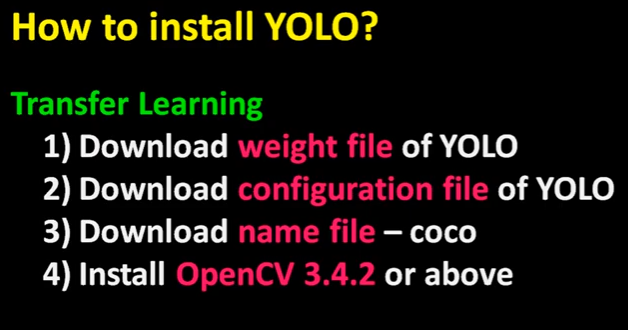 How to install YOLO?
Transfer Learning
1) Download weight file of YOLO
2) Download configuration file of YOLO
3) Download name file – coco
4) Install OpenCV 3.4.2 or above